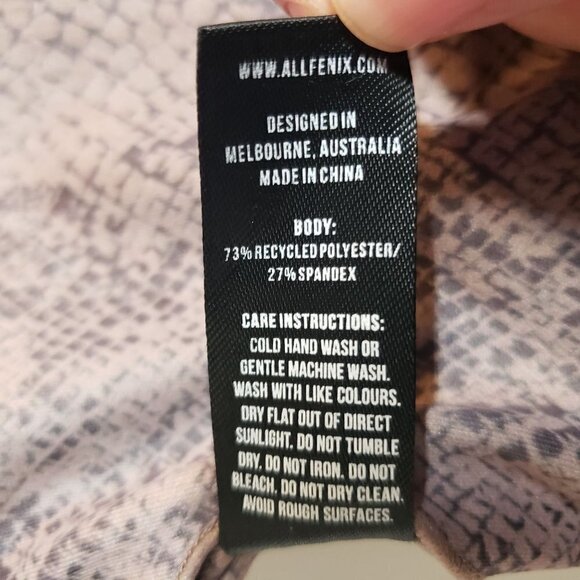 WWW.ALLFENIX.COM
DESIGNED IN
MELBOURNE, AUSTRALIA
MADE IN CHINA
BODY:
73% RECYCLED POLYESTER/
27% SPANDEX
CARE INSTRUCTIONS:
COLD HAND WASH OR
GENTLE MACHINE WASH.
WASH WITH LIKE COLOURS.
DRY FLAT OUT OF DIRECT
SUNLIGHT. DO NOT TUMBLE
DRY. DO NOT IRON. DO NOT
BLEACH. DO NOT DRY CLEAN.
AVOID ROUGH SURFACES.